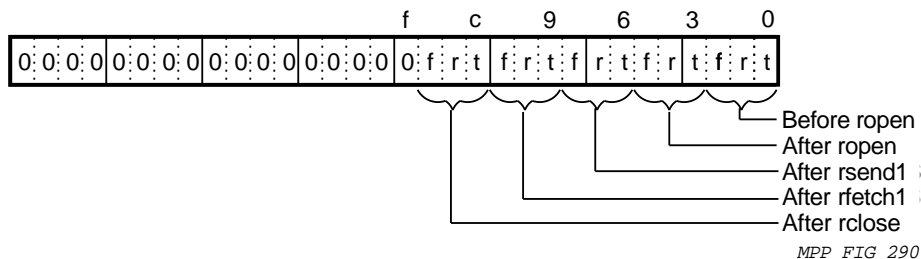 f c 9 6 3 0
0 0 0 0 0 0 0 0 0 0 0 0 0 0 0 0 0 f r t f r t f r t f r t f r t
Before ropen
After ropen
After rsend1
After rfetch1
After rclose
MPP FIG 290